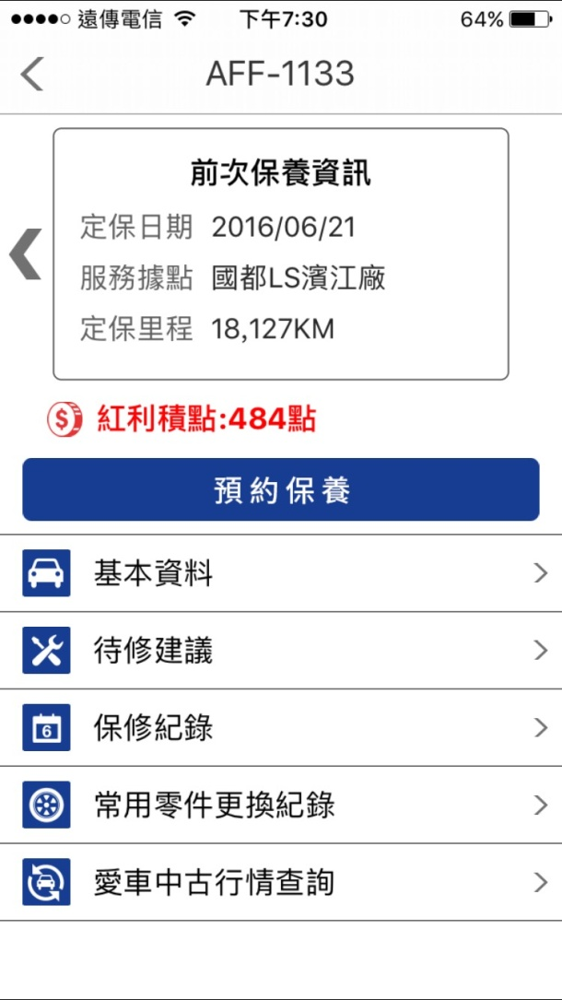 遠傳電信 下午7:30 64%
AFF-1133
前次保養資訊
定保日期 2016/06/21
服務據點 國都LS濱江廠
定保里程 18,127KM
$ 紅利積點:484點
預約保養
基本資料
待修建議
6 保修紀錄
常用零件更換紀錄
愛車中古行情查詢